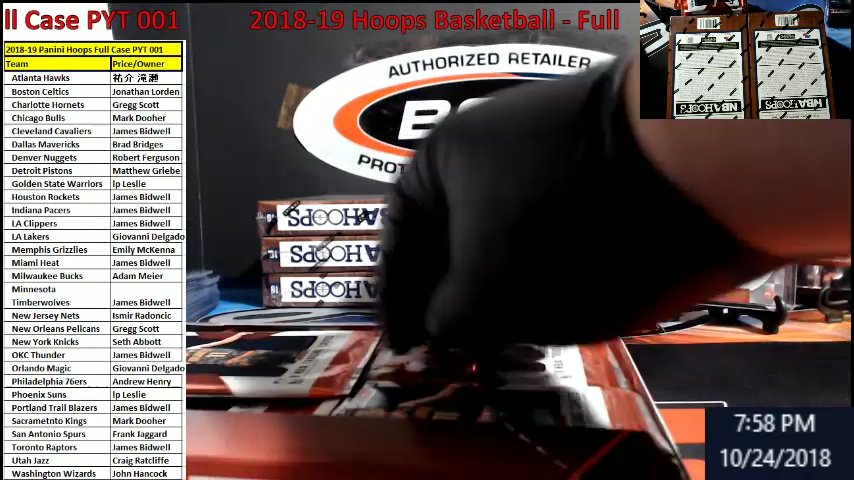 ll Case PYT 001
2018-19 Hoops Basketball - Full
2018-19 Panini Hoops Full Case PYT 001
Team Price/Owner
Atlanta Hawks 祐介 滝瀬
Boston Celtics Jonathan Lorden
Charlotte Hornets Gregg Scott
Chicago Bulls Mark Dooher
Cleveland Cavaliers James Bidwell
Dallas Mavericks Brad Bridges
Denver Nuggets Robert Ferguson
Detroit Pistons Matthew Griebe
Golden State Warriors lp Leslie
Houston Rockets James Bidwell
Indiana Pacers James Bidwell
LA Clippers James Bidwell
LA Lakers Giovanni Delgado
Memphis Grizzlies Emily McKenna
Miami Heat James Bidwell
Milwaukee Bucks Adam Meier
Minnesota
Timberwolves James Bidwell
New Jersey Nets Ismir Radoncic
New Orleans Pelicans Gregg Scott
New York Knicks Seth Abbott
OKC Thunder James Bidwell
Orlando Magic Giovanni Delgado
Philadelphia 76ers Andrew Henry
Phoenix Suns lp Leslie
Portland Trail Blazers James Bidwell
Sacrametnto Kings Mark Dooher
San Antonio Spurs Frank Jaggard
Toronto Raptors James Bidwell
Utah Jazz Craig Ratcliffe
Washington Wizards John Hancock
AUTHORIZED RETAILER
HOOPS
HOOPS
HOOPS
NBA HOOPS
NBA HOOPS
7:58 PM
10/24/2018